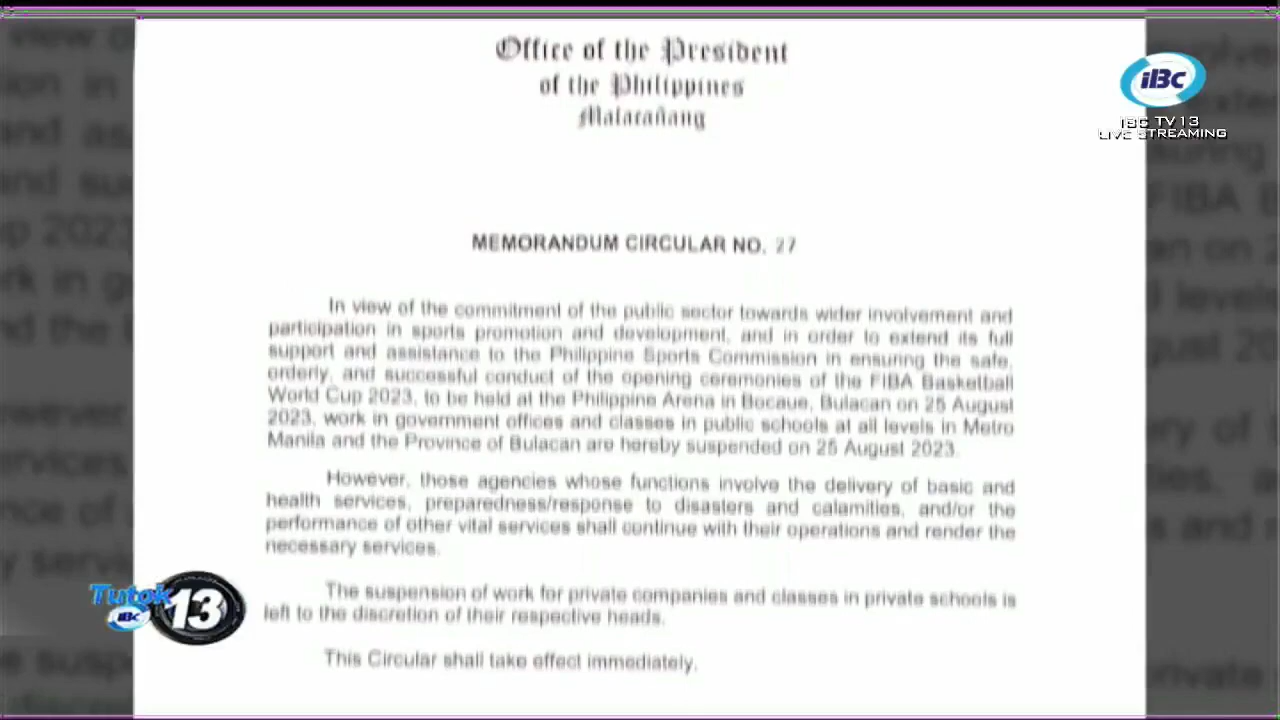 Office of the President
of the Philippines
Malacañang
iBC
IBC TV 13
LIVE STREAMING
MEMORANDUM CIRCULAR NO. 27
In view of the commitment of the public sector towards wider involvement and
participation in sports promotion and development, and in order to extend its full
support and assistance to the Philippine Sports Commission in ensuring the safe,
orderly, and successful conduct of the opening ceremonies of the FIBA Basketball
World Cup 2023, to be held at the Philippine Arena in Bocaue, Bulacan on 25 August
2023, work in government offices and classes in public schools at all levels in Metro
Manila and the Province of Bulacan are hereby suspended on 25 August 2023.
However, those agencies whose functions involve the delivery of basic and
health services, preparedness/response to disasters and calamities, and/or the
performance of other vital services shall continue with their operations and render the
necessary services.
The suspension of work for private companies and classes in private schools is
left to the discretion of their respective heads.
This Circular shall take effect immediately.
Tutok 13
iBC